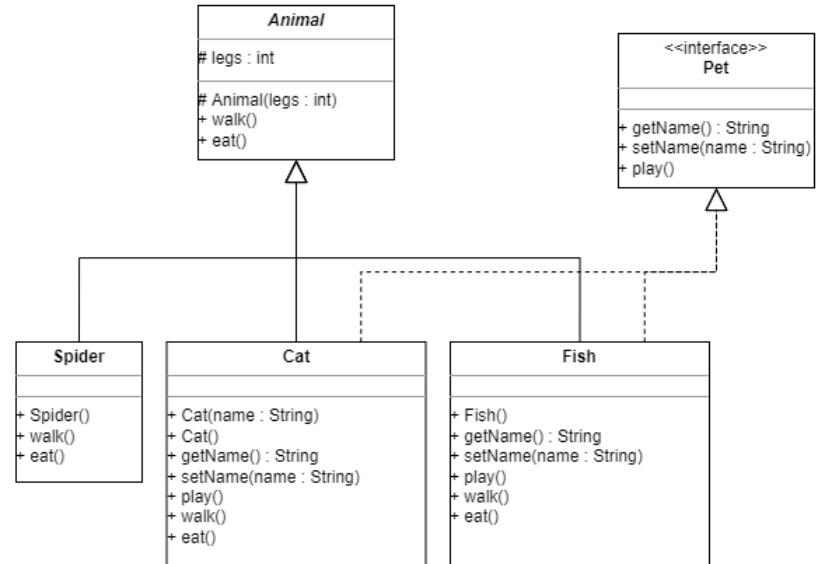 Animal
# legs : int
# Animal(legs : int)
+ walk()
+ eat()
<<interface>>
Pet
+ getName() : String
+ setName(name : String)
+ play()
Spider
+ Spider()
+ walk()
+ eat()
Cat
+ Cat(name : String)
+ Cat()
+ getName() : String
+ setName(name : String)
+ play()
+ walk()
+ eat()
Fish
+ Fish()
+ getName() : String
+ setName(name : String)
+ play()
+ walk()
+ eat()